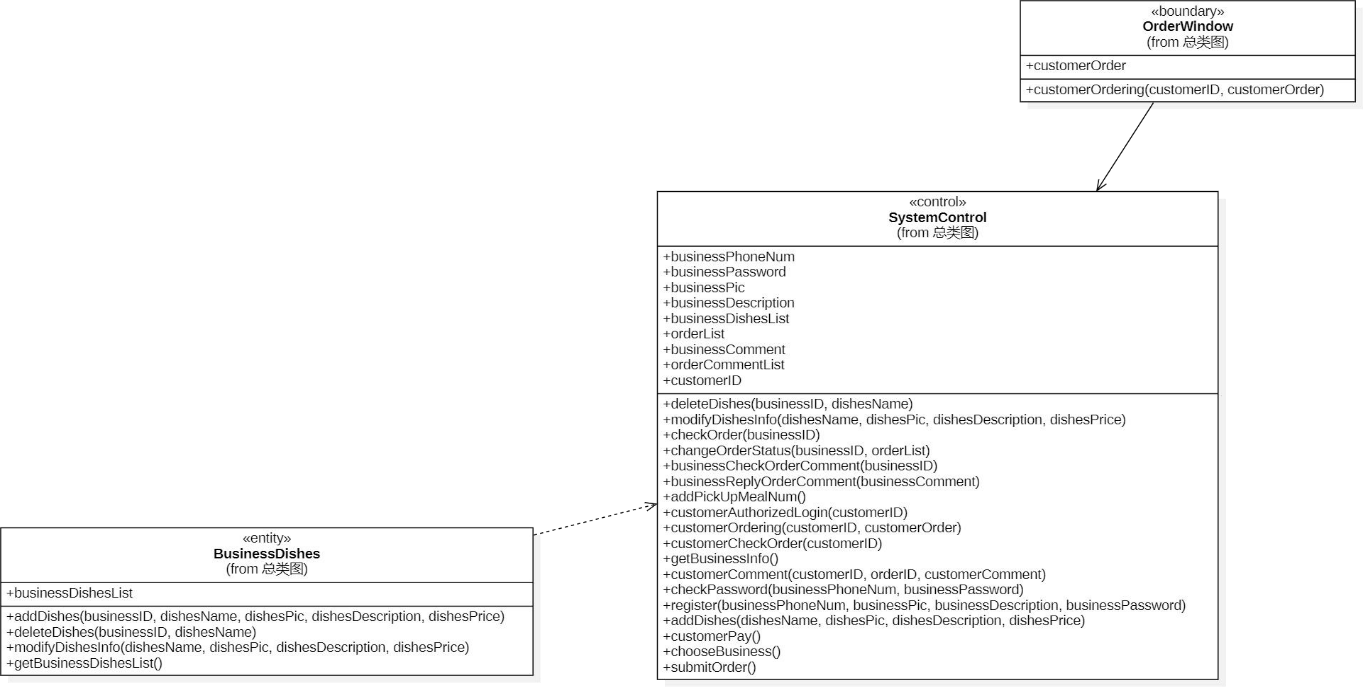 «boundary»
OrderWindow
(from 总类图)
+customerOrder
+customerOrdering(customerID, customerOrder)
«control»
SystemControl
(from 总类图)
+businessPhoneNum
+businessPassword
+businessPic
+businessDescription
+businessDishesList
+orderList
+businessComment
+orderCommentList
+customerID
+deleteDishes(businessID, dishesName)
+modifyDishesInfo(dishesName, dishesPic, dishesDescription, dishesPrice)
+checkOrder(businessID)
+changeOrderStatus(businessID, orderList)
+businessCheckOrderComment(businessID)
+businessReplyOrderComment(businessComment)
+addPickUpMealNum()
+customerAuthorizedLogin(customerID)
+customerOrdering(customerID, customerOrder)
+customerCheckOrder(customerID)
+getBusinessInfo()
+customerComment(customerID, orderID, customerComment)
+checkPassword(businessPhoneNum, businessPassword)
+register(businessPhoneNum, businessPic, businessDescription, businessPassword)
+addDishes(dishesName, dishesPic, dishesDescription, dishesPrice)
+customerPay()
+chooseBusiness()
+submitOrder()
«entity»
BusinessDishes
(from 总类图)
+businessDishesList
+addDishes(businessID, dishesName, dishesPic, dishesDescription, dishesPrice)
+deleteDishes(businessID, dishesName)
+modifyDishesInfo(dishesName, dishesPic, dishesDescription, dishesPrice)
+getBusinessDishesList()